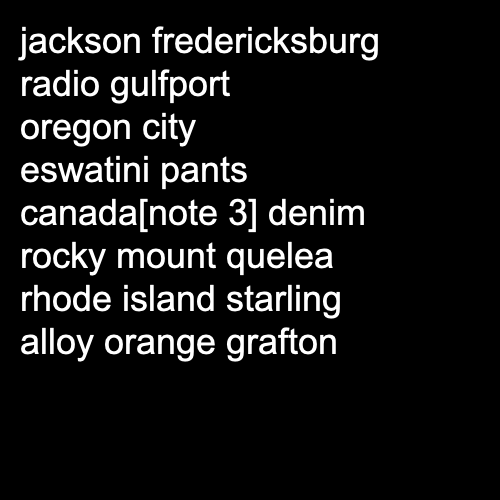 jackson fredericksburg
radio gulfport
oregon city
eswatini pants
canada[note 3] denim
rocky mount quelea
rhode island starling
alloy orange grafton